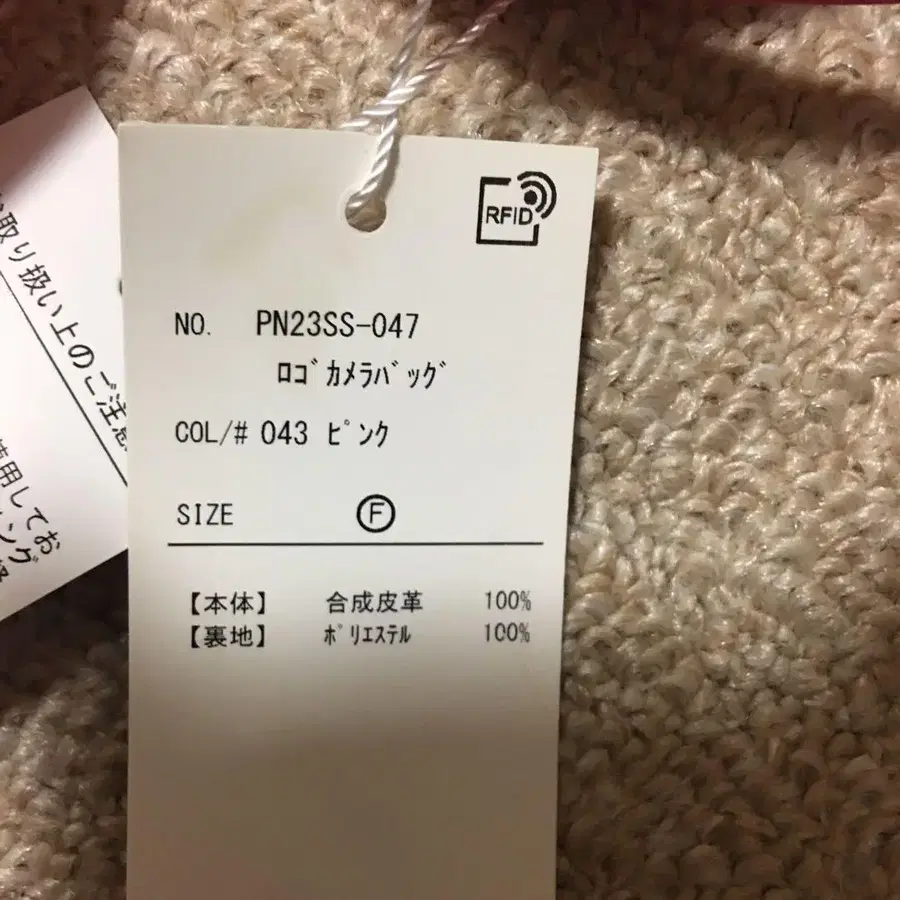 RFID
NO. PN23SS-047
ﾛｺﾞｶﾒﾗﾊﾞｯｸﾞ
COL/# 043 ﾋﾟﾝｸ
SIZE Ⓕ
【本体】 合成皮革 100%
【裏地】 ﾎﾟﾘｴｽﾃﾙ 100%
取り扱い上のご注意
使用してお
ング